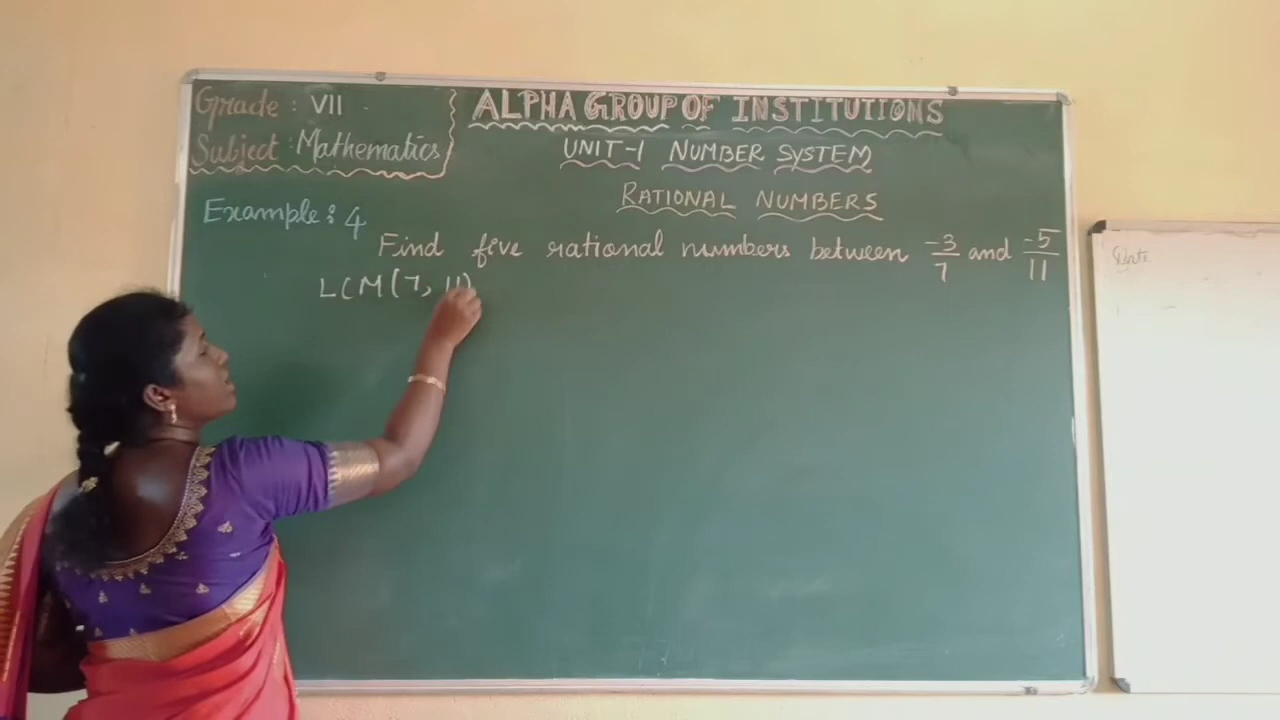 Grade : VII
Subject : Mathematics
ALPHA GROUP OF INSTITUTIONS
UNIT-1 NUMBER SYSTEM
RATIONAL NUMBERS
Example : 4
Find five rational numbers between -3/7 and -5/11
LCM(7, 11)
Date